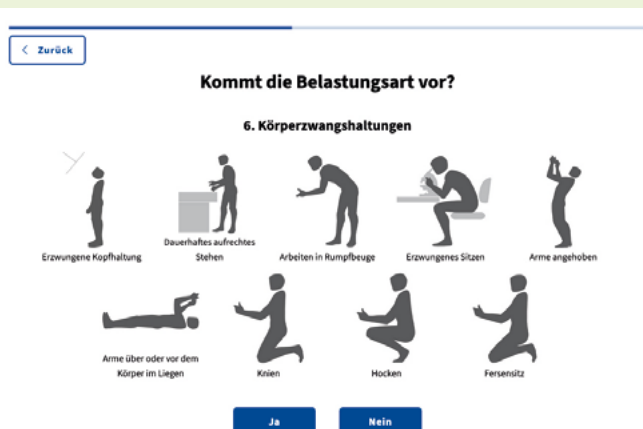 Zurück
Kommt die Belastungsart vor?
6. Körperzwangshaltungen
Erzwungene Kopfhaltung
Dauerhaftes aufrechtes
Stehen
Arbeiten in Rumpfbeuge
Erzwungenes Sitzen
Arme angehoben
Arme über oder vor dem
Körper im Liegen
Knien
Hocken
Fersensitz
Ja
Nein